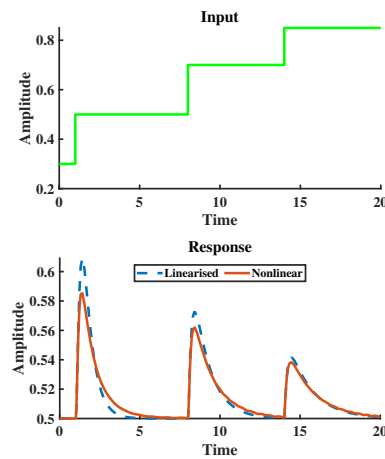 Input
Amplitude
0.8
0.6
0.4
0.2
0 5 10 15 20
Time
Response
Linearised Nonlinear
Amplitude
0.6
0.58
0.56
0.54
0.52
0.5
0 5 10 15 20
Time